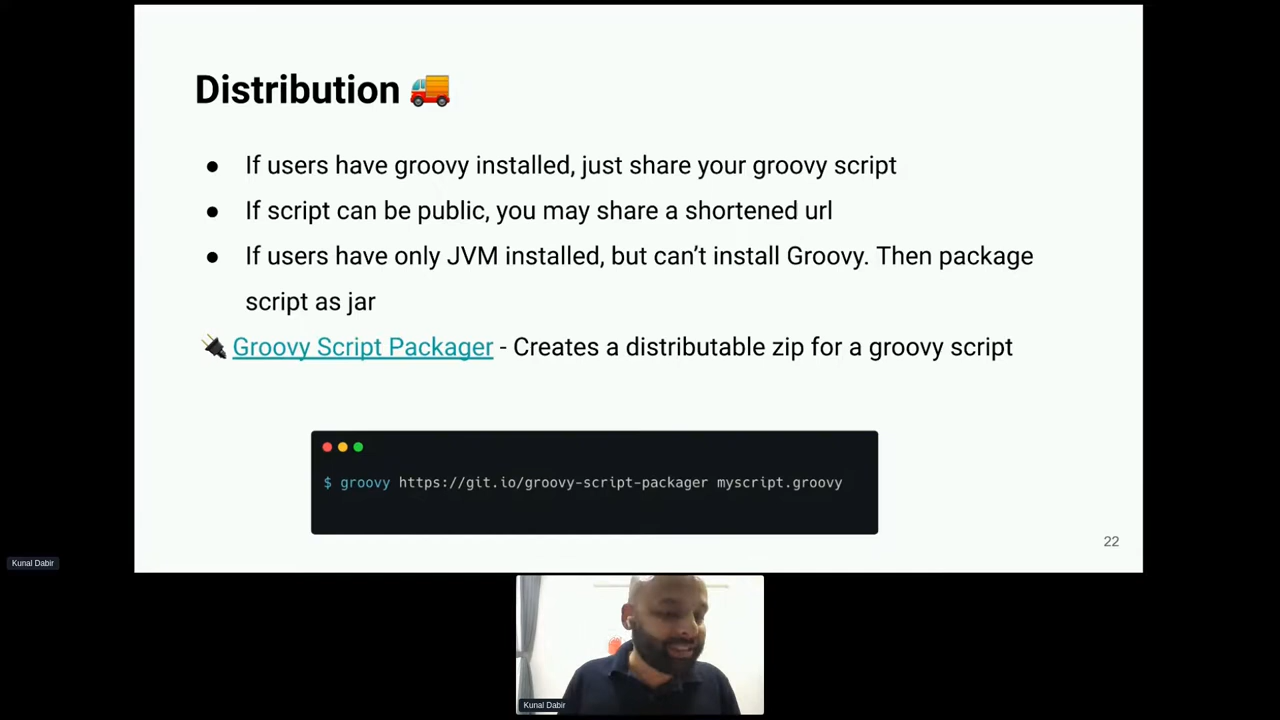 Distribution 🚚
● If users have groovy installed, just share your groovy script
● If script can be public, you may share a shortened url
● If users have only JVM installed, but can’t install Groovy. Then package
script as jar
🔌 Groovy Script Packager - Creates a distributable zip for a groovy script
$ groovy https://git.io/groovy-script-packager myscript.groovy
22
Kunal Dabir
Kunal Dabir